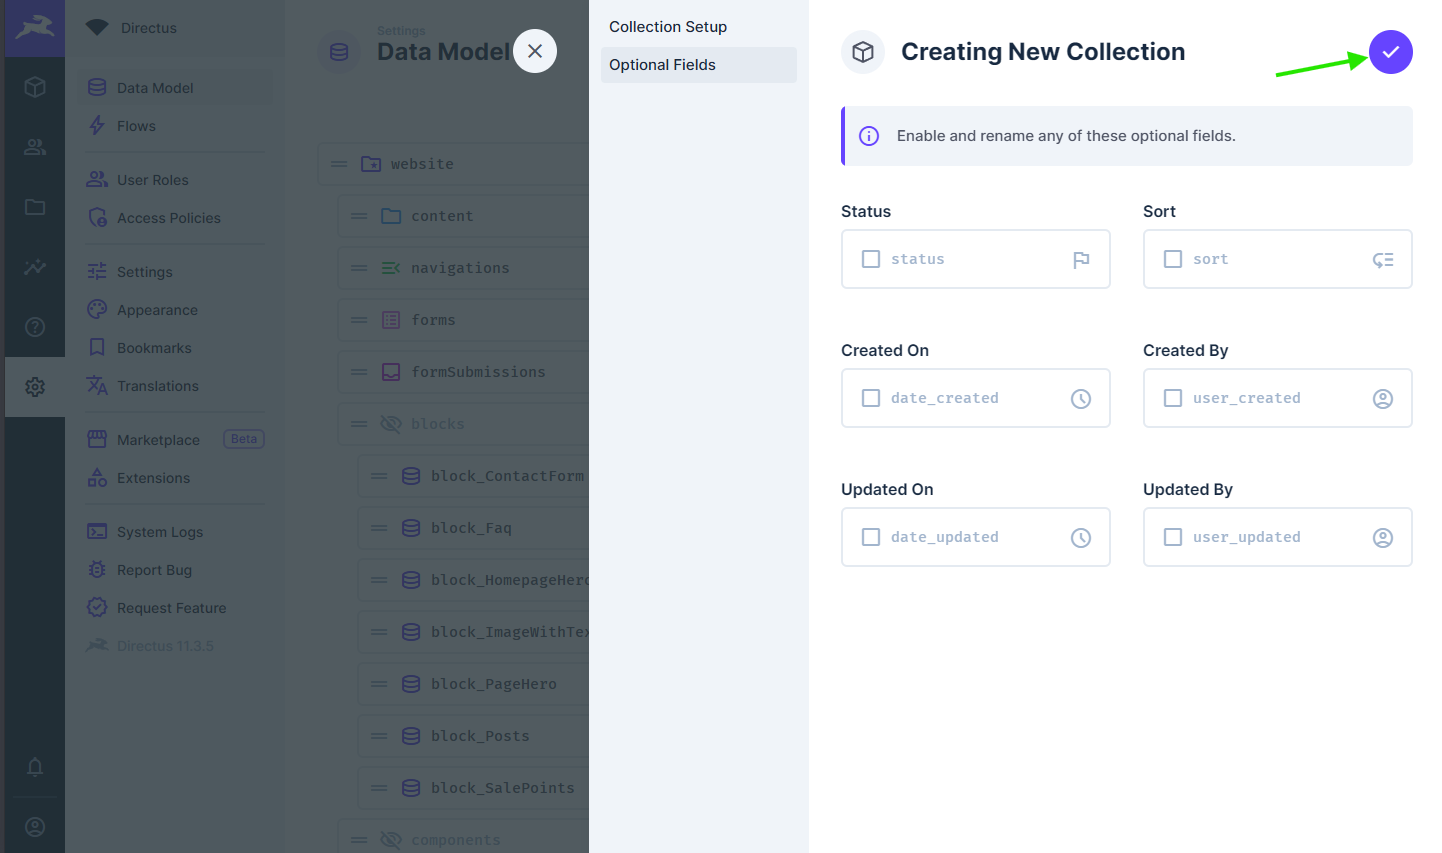 Directus
Data Model
Flows
User Roles
Access Policies
Settings
Appearance
Bookmarks
Translations
Marketplace
Beta
Extensions
System Logs
Report Bug
Request Feature
Directus 11.3.5
Settings
Data Model
website
content
navigations
forms
formSubmissions
blocks
block_ContactForm
block_Faq
block_HomepageHero
block_ImageWithTex
block_PageHero
block_Posts
block_SalePoints
components
Collection Setup
Optional Fields
Creating New Collection
Enable and rename any of these optional fields.
Status
Sort
status
sort
Created On
Created By
date_created
user_created
Updated On
Updated By
date_updated
user_updated